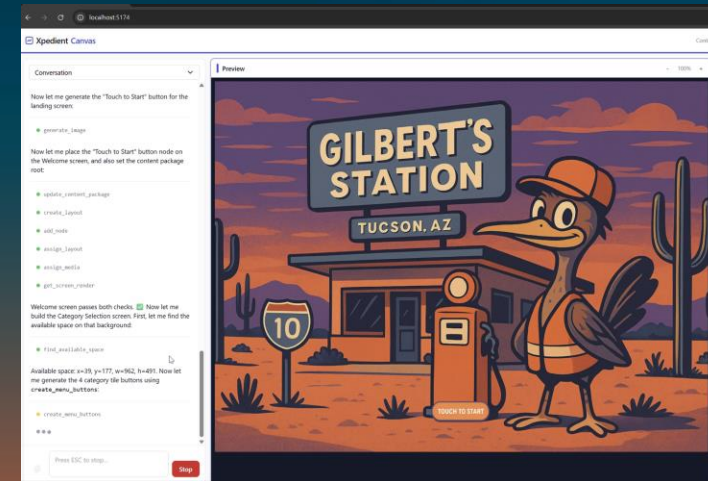 localhost:5174
Xpedient Canvas
Conversation
Preview
100%
Now let me generate the "Touch to Start" button for the
landing screen:
generate_image
Now let me place the "Touch to Start" button node on
the Welcome screen, and also set the content package
root:
update_content_package
create_layout
add_node
assign_layout
assign_media
get_screen_render
Welcome screen passes both checks. ✅ Now let me
build the Category Selection screen. First, let me find the
available space on that background:
find_available_space
Available space: x=39, y=177, w=962, h=491. Now let
me generate the 4 category tile buttons using
create_menu_buttons:
create_menu_buttons
Press ESC to stop...
Stop
GILBERT'S
STATION
TUCSON, AZ
10
TOUCH TO START